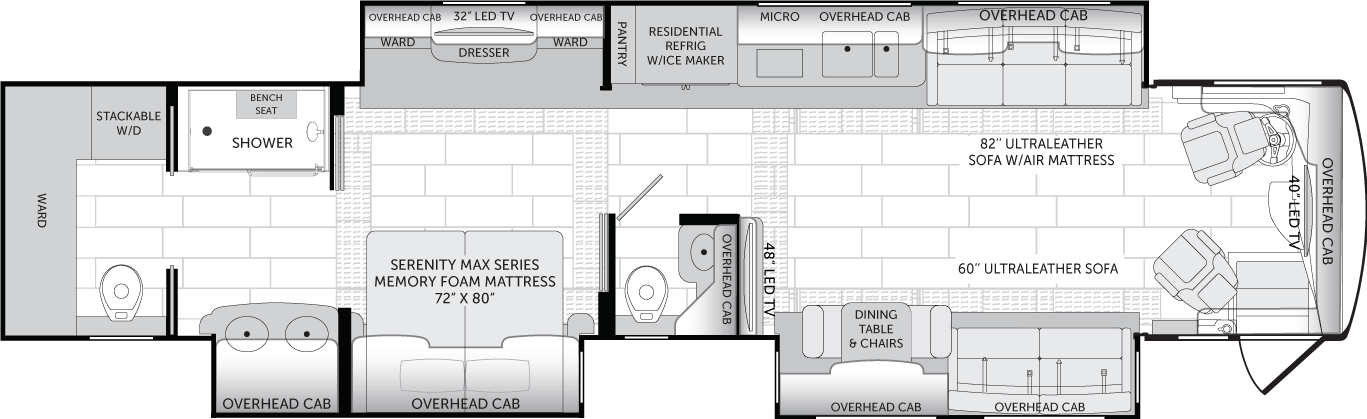 OVERHEAD CAB
32" LED TV
OVERHEAD CAB
WARD
DRESSER
WARD
PANTRY
RESIDENTIAL
REFRIG
W/ICE MAKER
MICRO
OVERHEAD CAB
OVERHEAD CAB
STACKABLE
W/D
BENCH
SEAT
SHOWER
WARD
82" ULTRALEATHER
SOFA W/AIR MATTRESS
40" LED TV
OVERHEAD CAB
SERENITY MAX SERIES
MEMORY FOAM MATTRESS
72" X 80"
OVERHEAD CAB
48" LED TV
60" ULTRALEATHER SOFA
DINING
TABLE
& CHAIRS
OVERHEAD CAB
OVERHEAD CAB
OVERHEAD CAB
OVERHEAD CAB